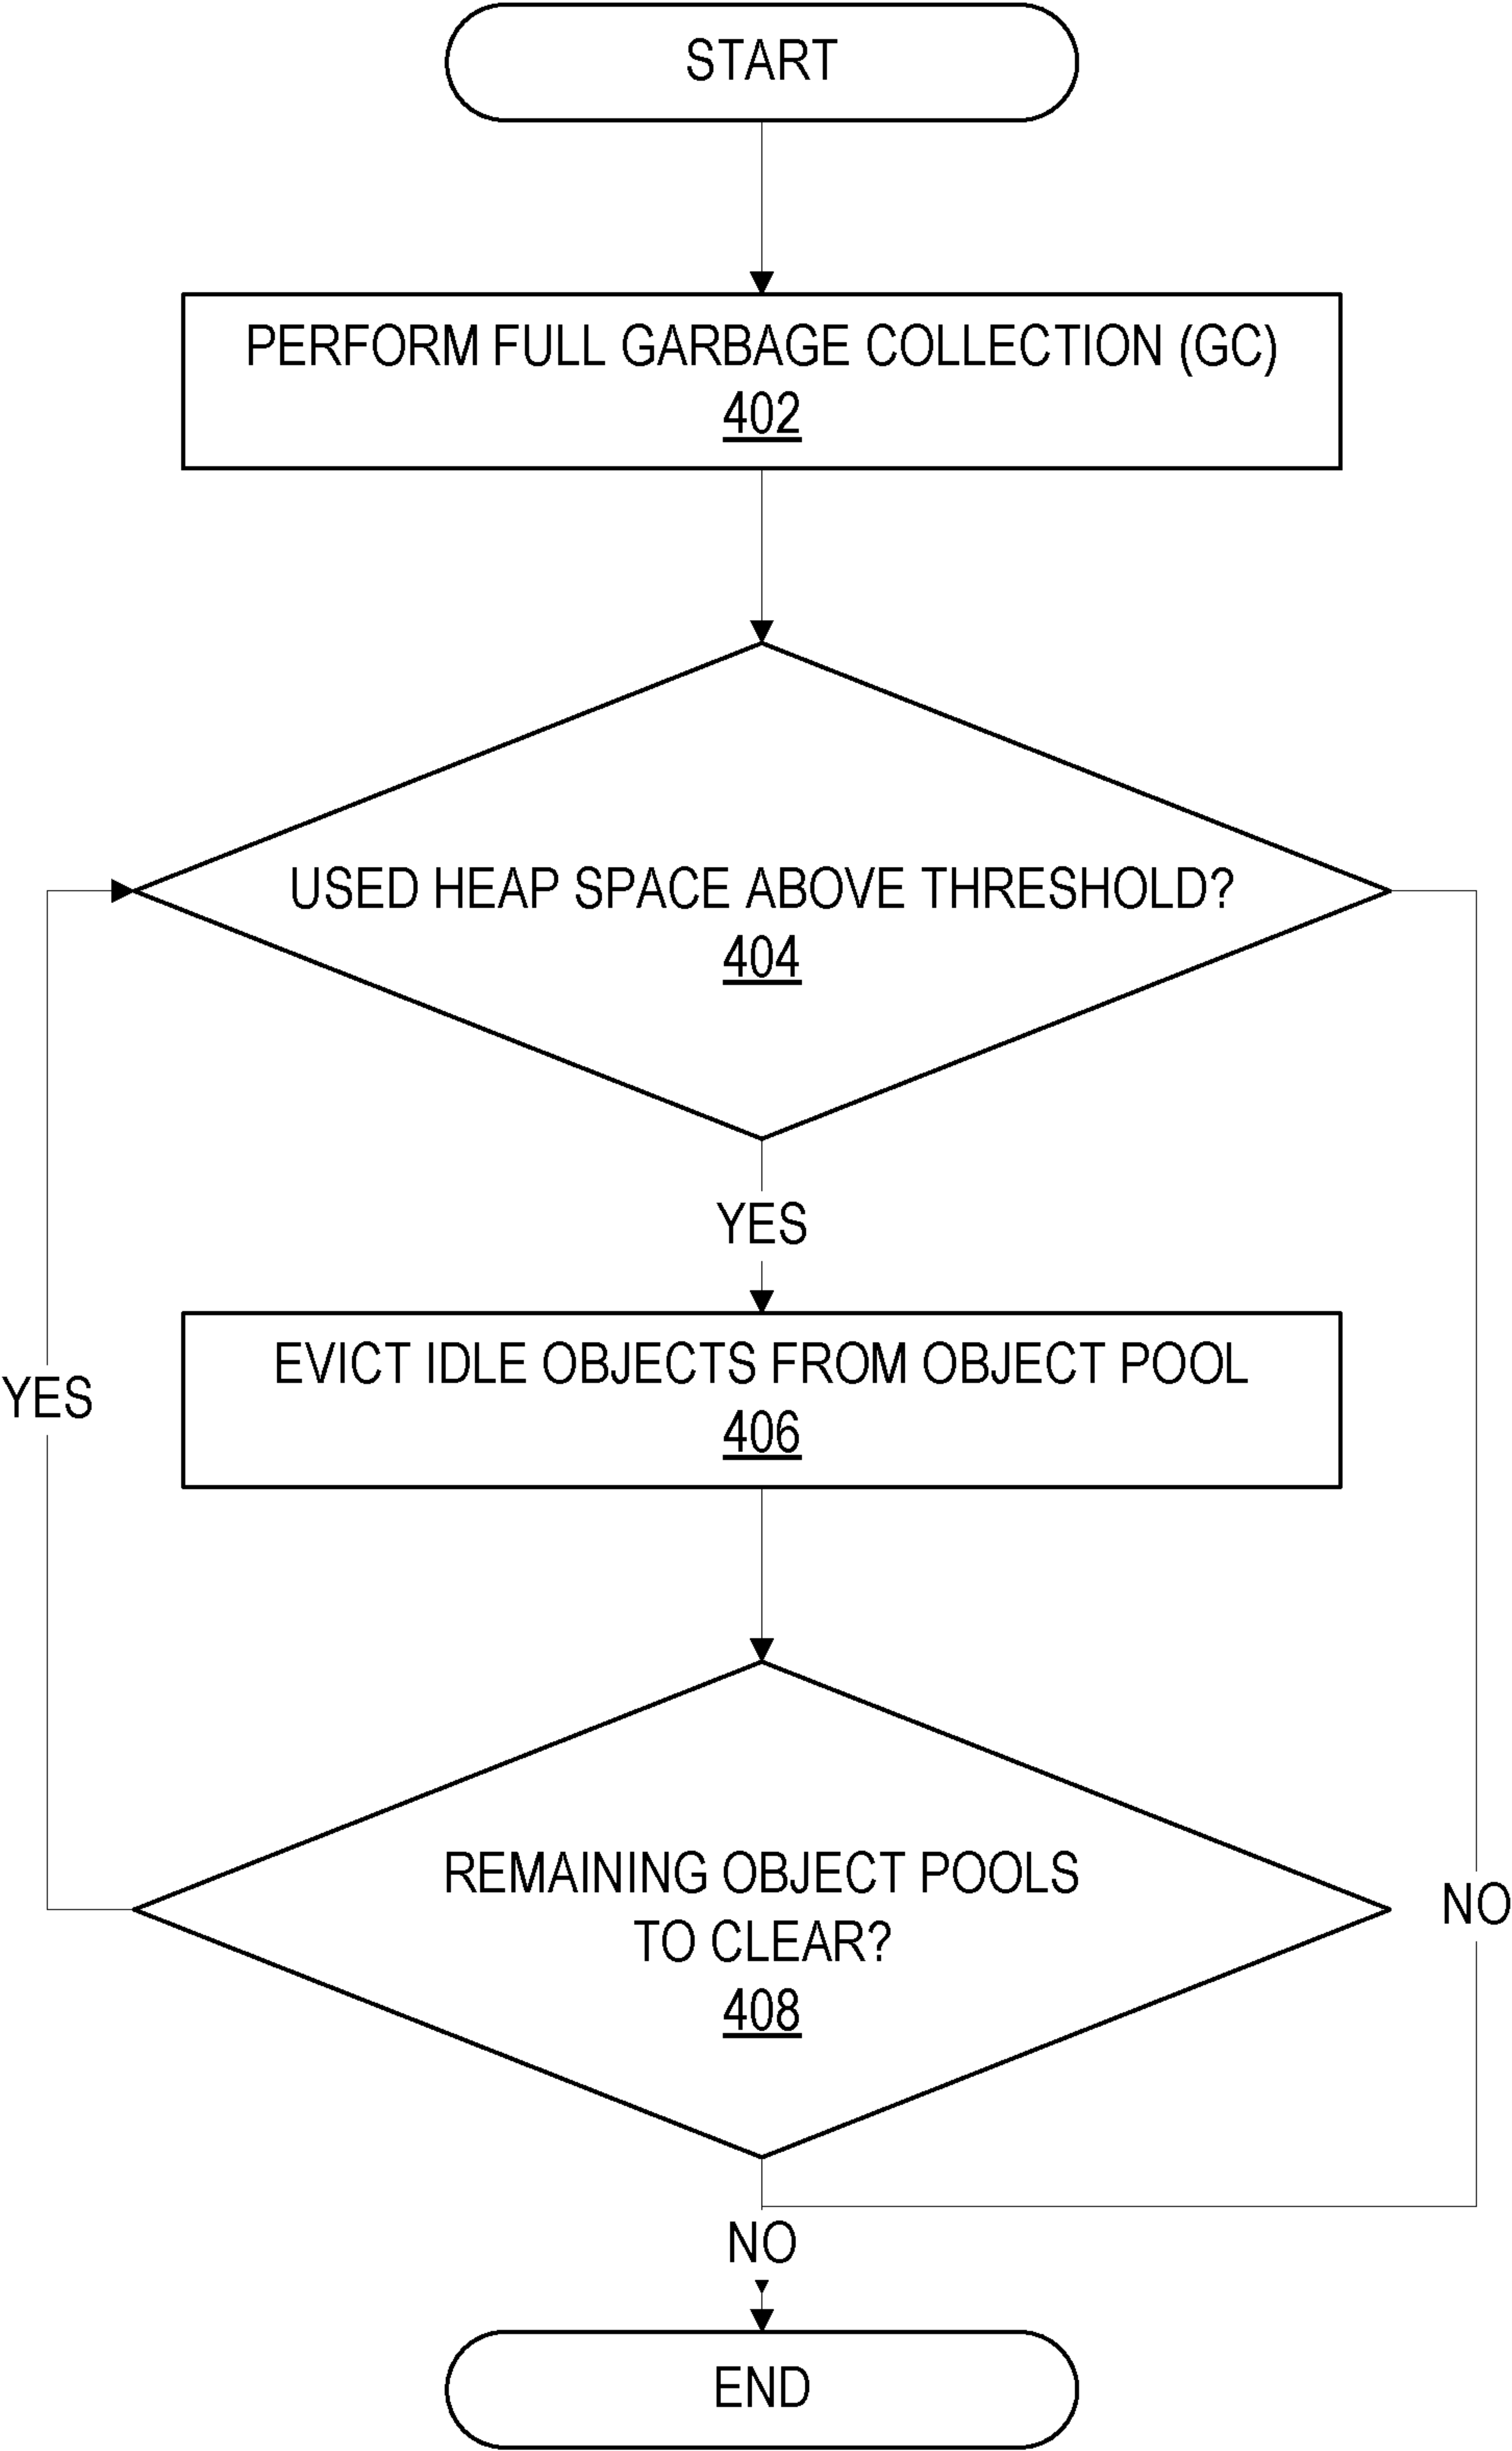 START
PERFORM FULL GARBAGE COLLECTION (GC)
402
USED HEAP SPACE ABOVE THRESHOLD?
404
YES
EVICT IDLE OBJECTS FROM OBJECT POOL
406
YES
REMAINING OBJECT POOLS
TO CLEAR?
408
NO
NO
END